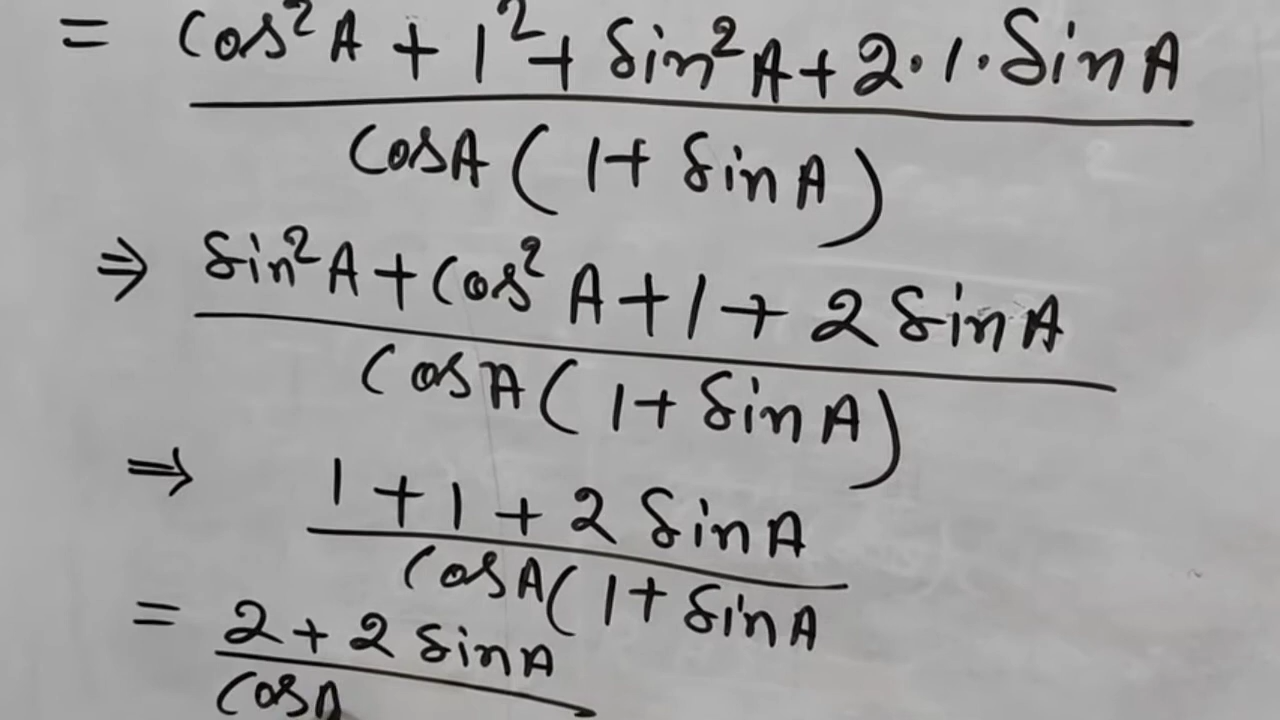 = Cos²A + 1² + Sin²A + 2·1·SinA
CosA ( 1 + SinA )
⇒ Sin²A + Cos²A + 1 + 2 SinA
CosA ( 1 + SinA )
⇒ 1 + 1 + 2 SinA
CosA ( 1 + SinA
= 2 + 2 SinA
CosA